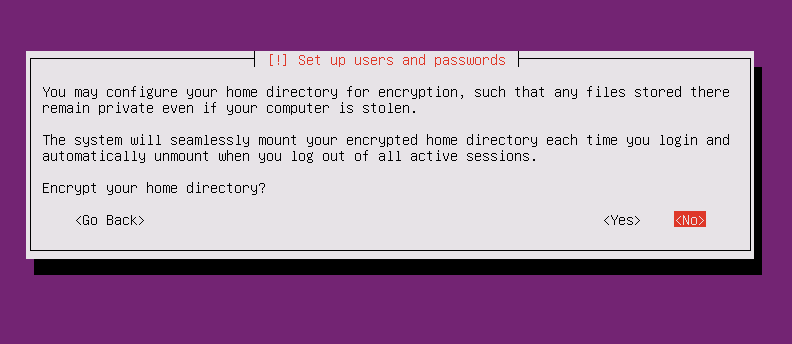 [!] Set up users and passwords
You may configure your home directory for encryption, such that any files stored there
remain private even if your computer is stolen.
The system will seamlessly mount your encrypted home directory each time you login and
automatically unmount when you log out of all active sessions.
Encrypt your home directory?
<Go Back> <Yes> <No>